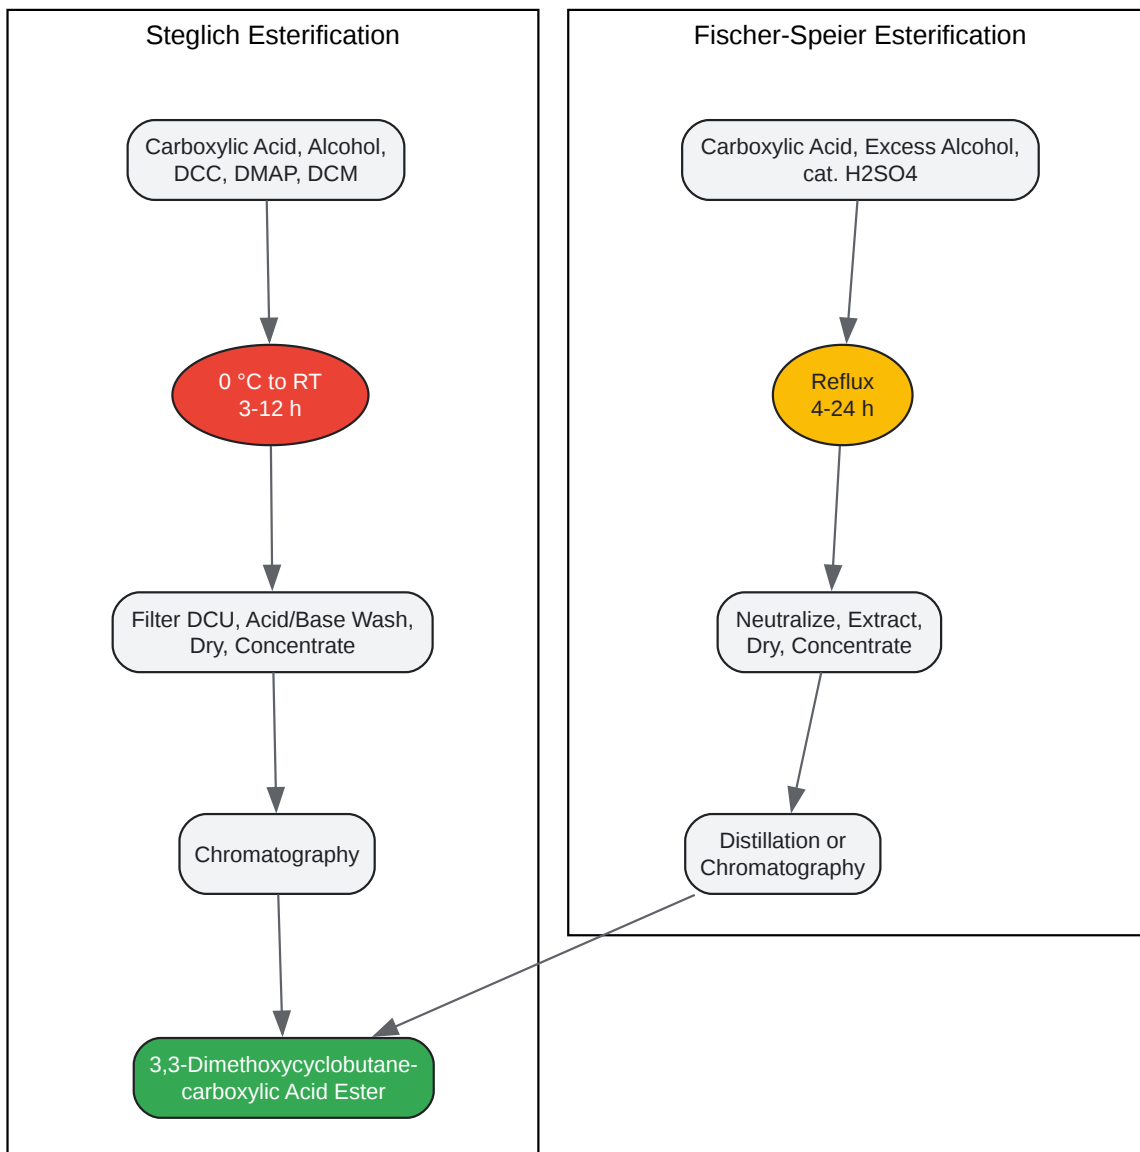 Steglich Esterification
Carboxylic Acid, Alcohol,
DCC, DMAP, DCM
0 °C to RT
3-12 h
Filter DCU, Acid/Base Wash,
Dry, Concentrate
Chromatography
3,3-Dimethoxycyclobutane-
carboxylic Acid Ester
Fischer-Speier Esterification
Carboxylic Acid, Excess Alcohol,
cat. H2SO4
Reflux
4-24 h
Neutralize, Extract,
Dry, Concentrate
Distillation or
Chromatography